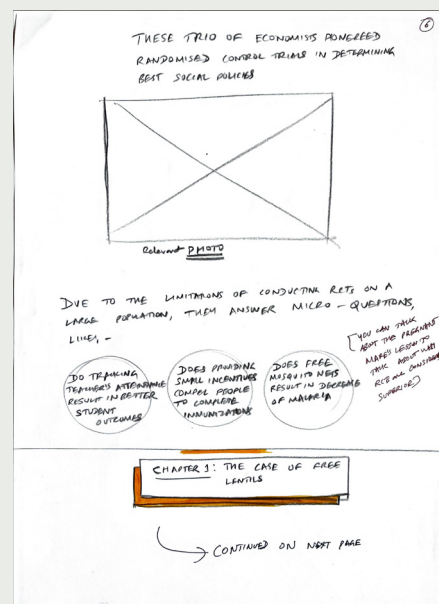 6
THESE TRIO OF ECONOMISTS PIONEERED
RANDOMISED CONTROL TRIALS IN DETERMINING
BEST SOCIAL POLICIES
Relevant PHOTO
DUE TO THE LIMITATIONS OF CONDUCTING RCTS ON A
LARGE POPULATION, THEY ANSWER MICRO-QUESTIONS,
LIKE, -
[YOU CAN TALK
ABOUT THE PREGNANT
MARE'S LESSON TO
TALK ABOUT WHY
RCTs ARE CONSIDERED
SUPERIOR]
DO TRACKING
TEACHER'S ATTENDANCE
RESULT IN BETTER
STUDENT
OUTCOMES
DOES PROVIDING
SMALL INCENTIVES
COMPEL PEOPLE
TO COMPLETE
IMMUNIZATIONS
DOES FREE
MOSQUITO NETS
RESULT IN DECREASE
OF MALARIA
CHAPTER 1: THE CASE OF FREE
LENTILS
CONTINUED ON NEXT PAGE